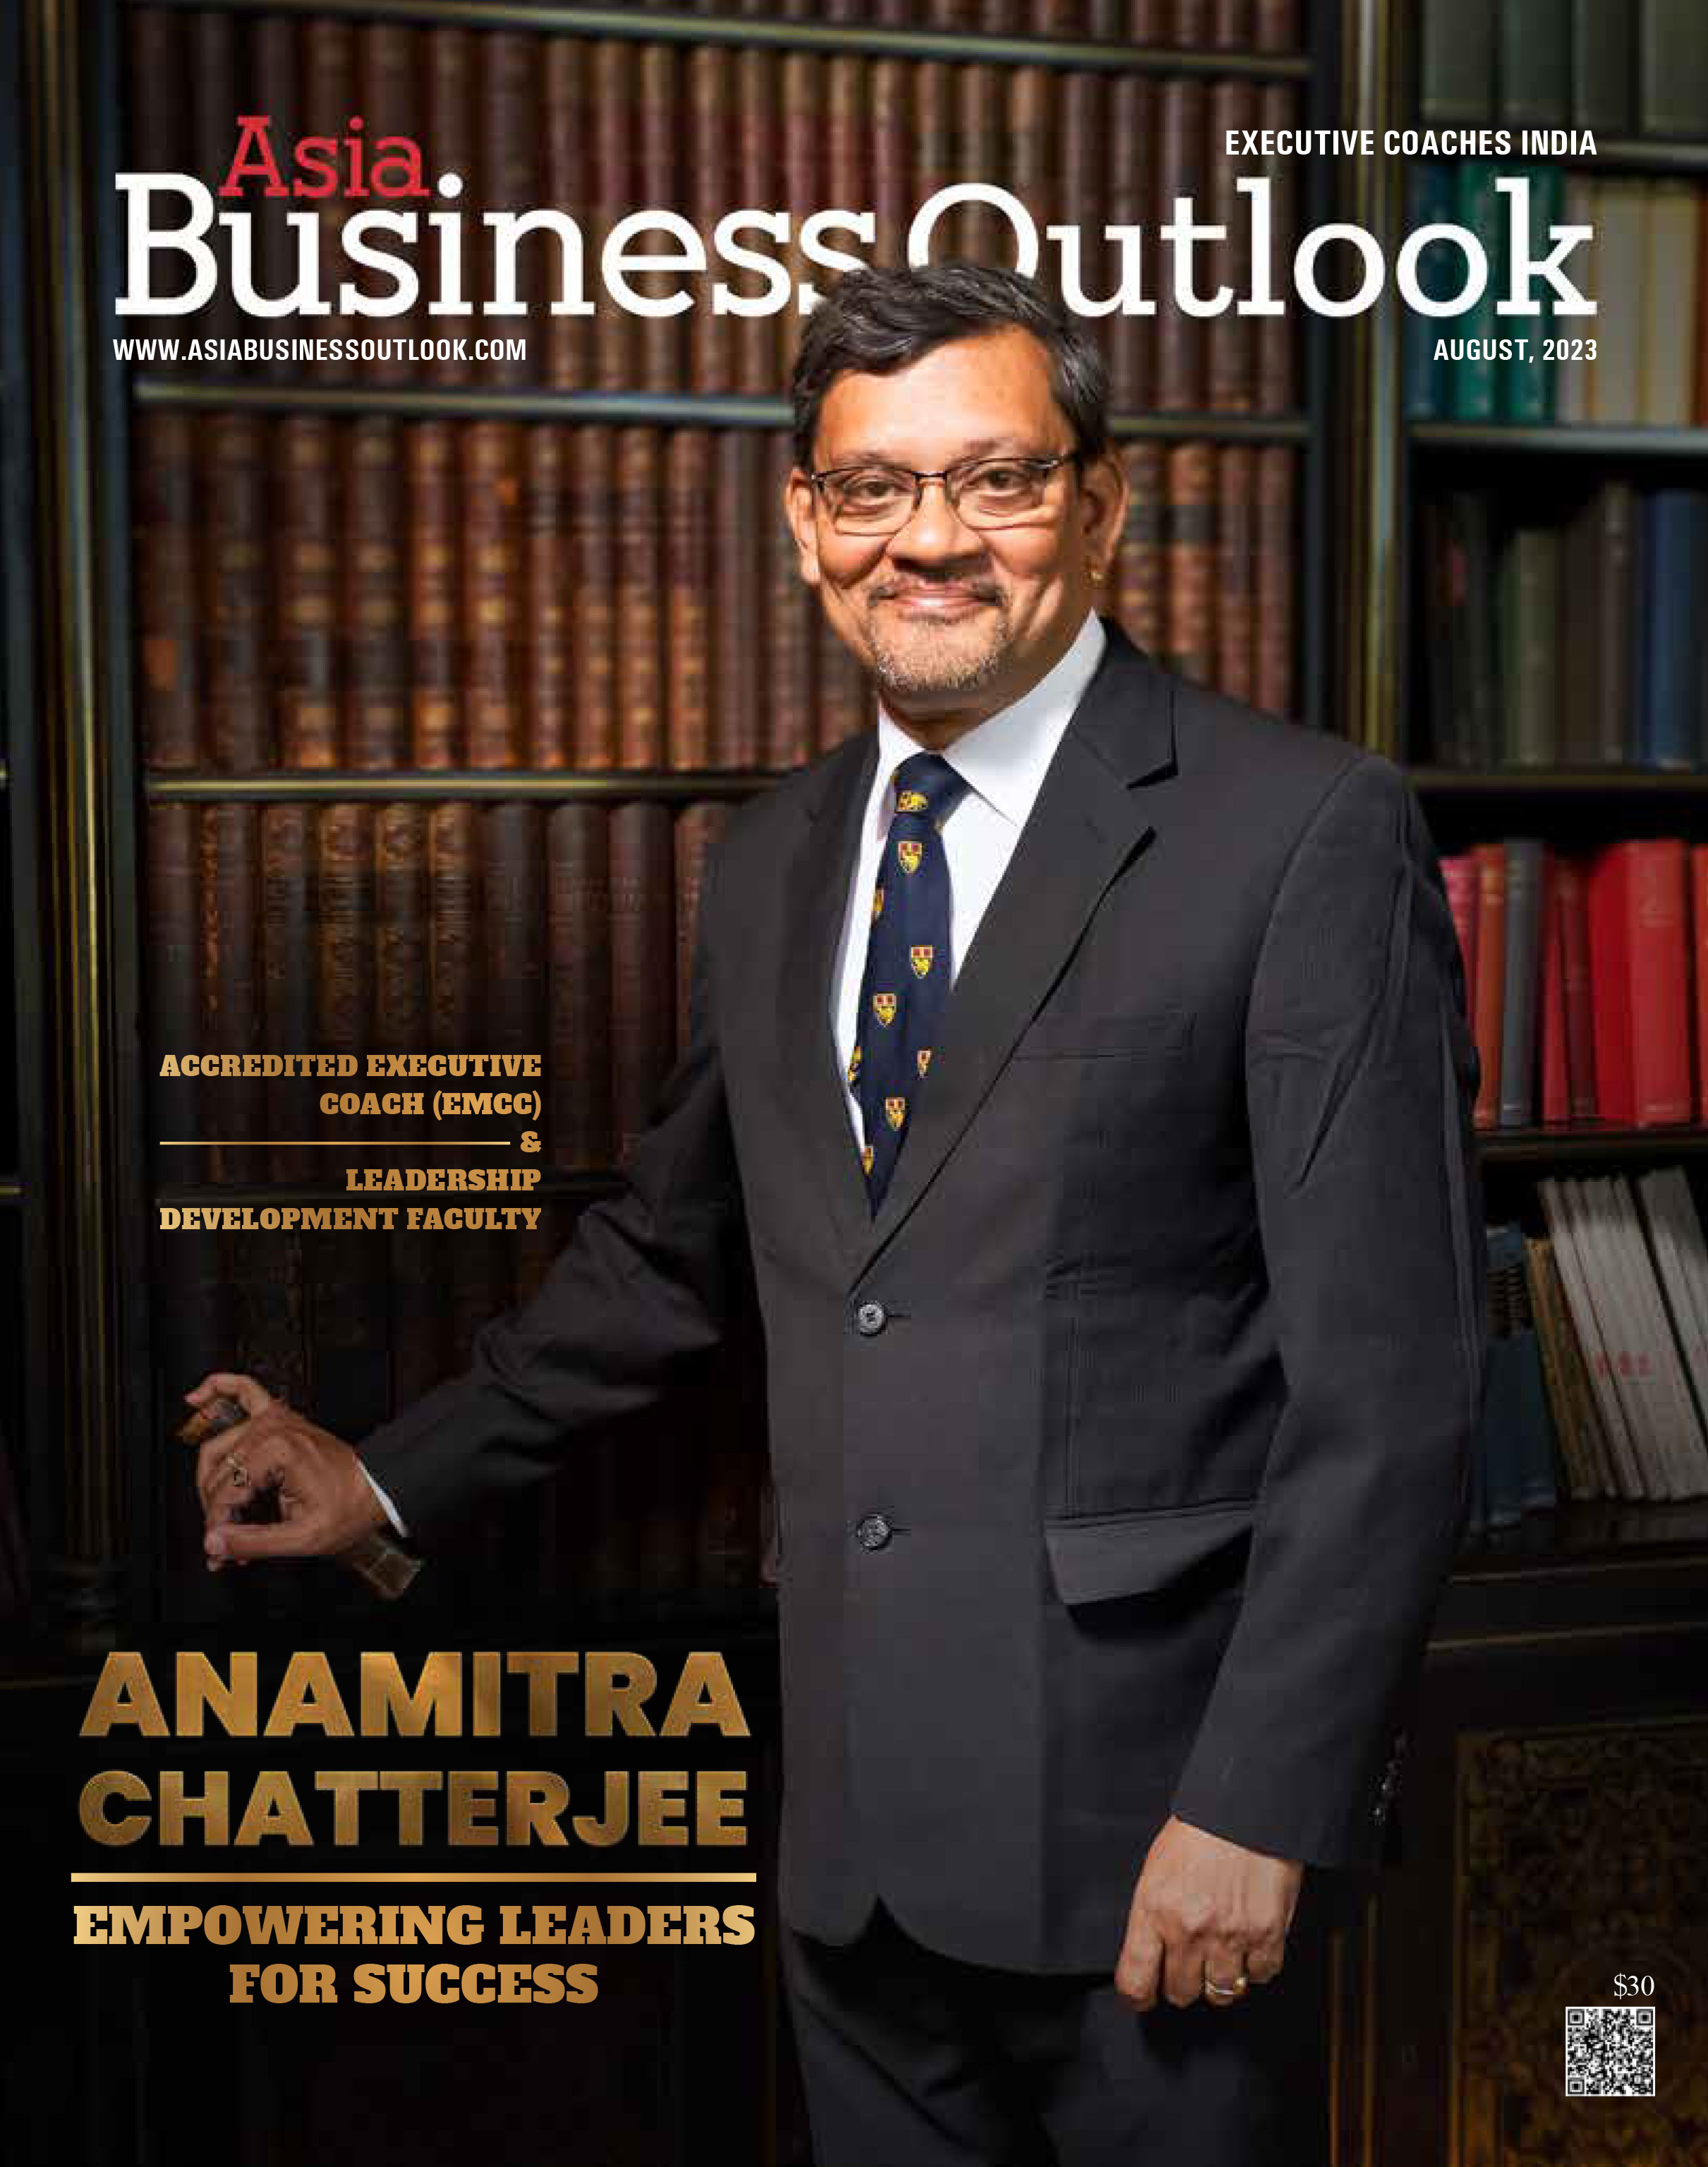 EXECUTIVE COACHES INDIA
Asia
Business Outlook
WWW.ASIABUSINESSOUTLOOK.COM
AUGUST, 2023
ACCREDITED EXECUTIVE
COACH (EMCC)
&
LEADERSHIP
DEVELOPMENT FACULTY
ANAMITRA
CHATTERJEE
EMPOWERING LEADERS
FOR SUCCESS
$30